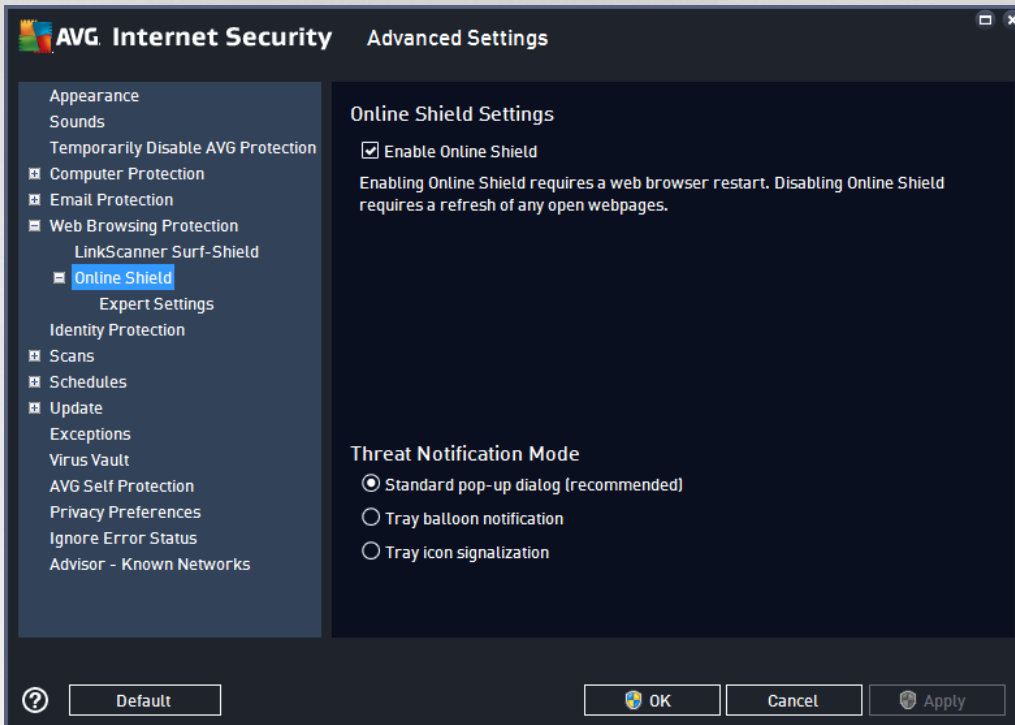 AVG. Internet Security Advanced Settings
Appearance
Sounds
Temporarily Disable AVG Protection
Computer Protection
Email Protection
Web Browsing Protection
LinkScanner Surf-Shield
Online Shield
Expert Settings
Identity Protection
Scans
Schedules
Update
Exceptions
Virus Vault
AVG Self Protection
Privacy Preferences
Ignore Error Status
Advisor - Known Networks
Online Shield Settings
Enable Online Shield
Enabling Online Shield requires a web browser restart. Disabling Online Shield
requires a refresh of any open webpages.
Threat Notification Mode
Standard pop-up dialog (recommended)
Tray balloon notification
Tray icon signalization
? Default OK Cancel Apply